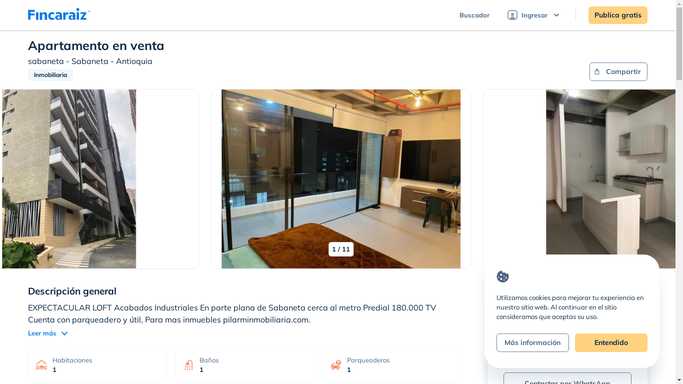 Fincaraiz
Buscador
Ingresar
Publica gratis
Apartamento en venta
sabaneta - Sabaneta - Antioquia
Inmobiliaria
Compartir
1 / 11
Descripción general
EXPECTACULAR LOFT Acabados Industriales En parte plana de Sabaneta cerca al metro Predial 180.000 TV
Cuenta con parqueadero y útil. Para mas inmuebles pilarminmobiliaria.com.
Leer más
Habitaciones
1
Baños
1
Parqueaderos
1
Utilizamos cookies para mejorar tu experiencia en
nuestro sitio web. Al continuar en el sitio
consideramos que aceptas su uso.
Más información
Entendido
Contactar por WhatsApp